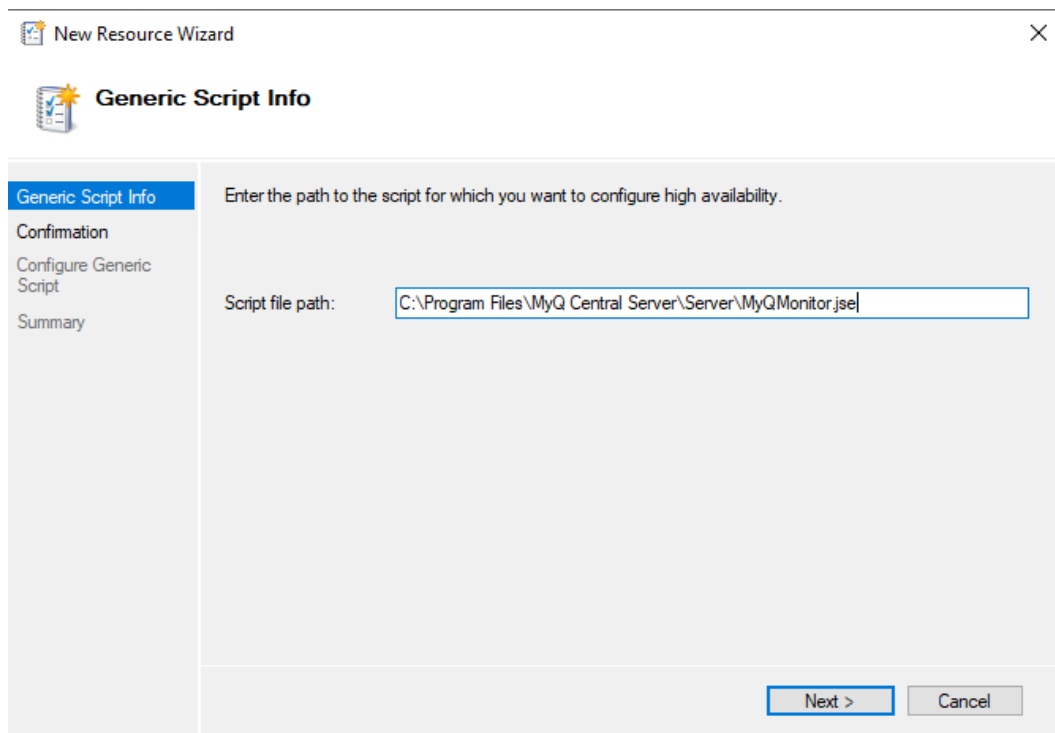 New Resource Wizard
Generic Script Info
Generic Script Info
Confirmation
Configure Generic
Script
Summary
Enter the path to the script for which you want to configure high availability.
Script file path:
C:\Program Files\MyQ Central Server\Server\MyQMonitor.jse
Next >
Cancel